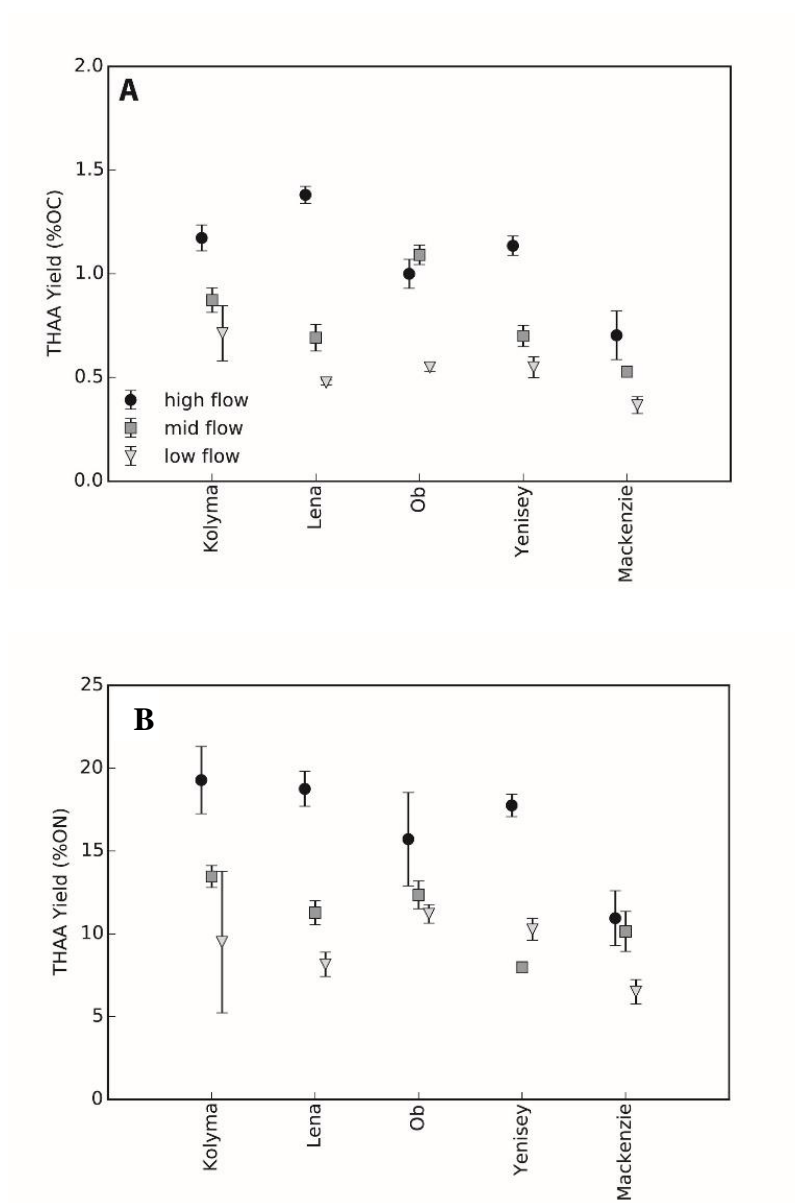 A
THAA Yield (%OC)
2.0
1.5
1.0
0.5
0.0
high flow
mid flow
low flow
Kolyma
Lena
Ob
Yenisey
Mackenzie
B
THAA Yield (%ON)
25
20
15
10
5
0
Kolyma
Lena
Ob
Yenisey
Mackenzie